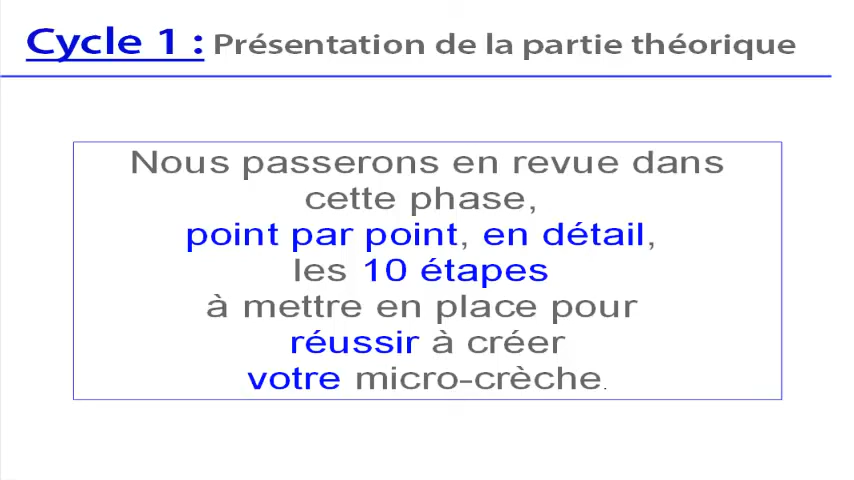 Cycle 1 : Présentation de la partie théorique
Nous passerons en revue dans
cette phase,
point par point, en détail,
les 10 étapes
à mettre en place pour
réussir à créer
votre micro-crèche.